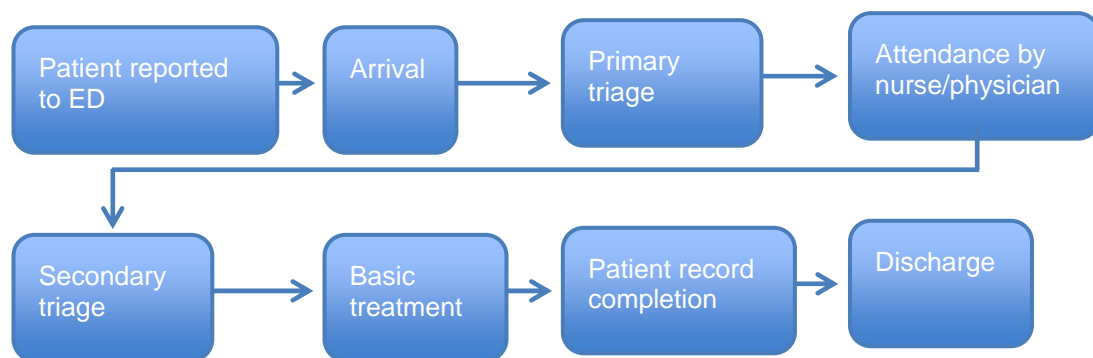 Patient reported
to ED
Arrival
Primary
triage
Attendance by
nurse/physician
Secondary
triage
Basic
treatment
Patient record
completion
Discharge